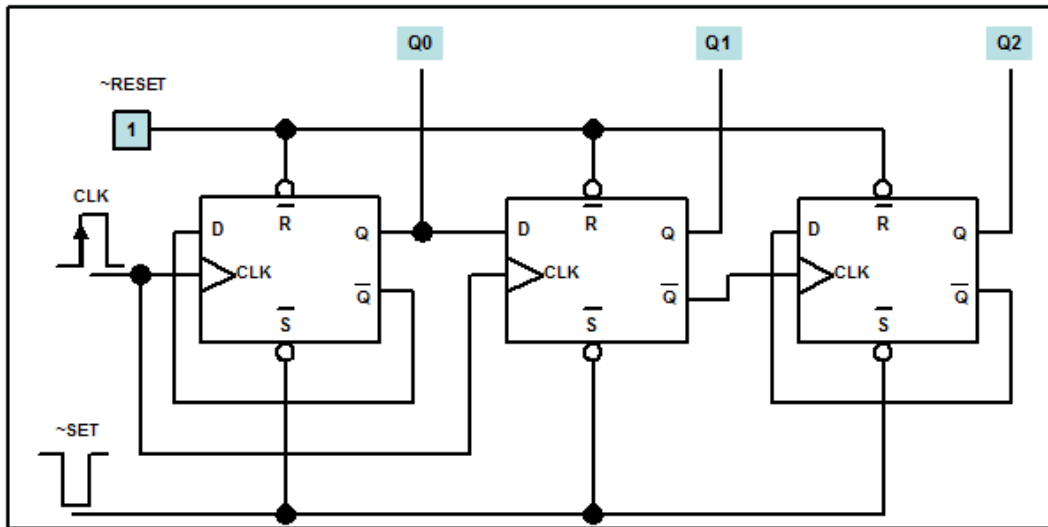 Q0 Q1 Q2
~RESET
1
CLK
R̅ R̅ R̅
D Q D Q D Q
CLK CLK CLK
Q̅ Q̅ Q̅
S̅ S̅ S̅
~SET